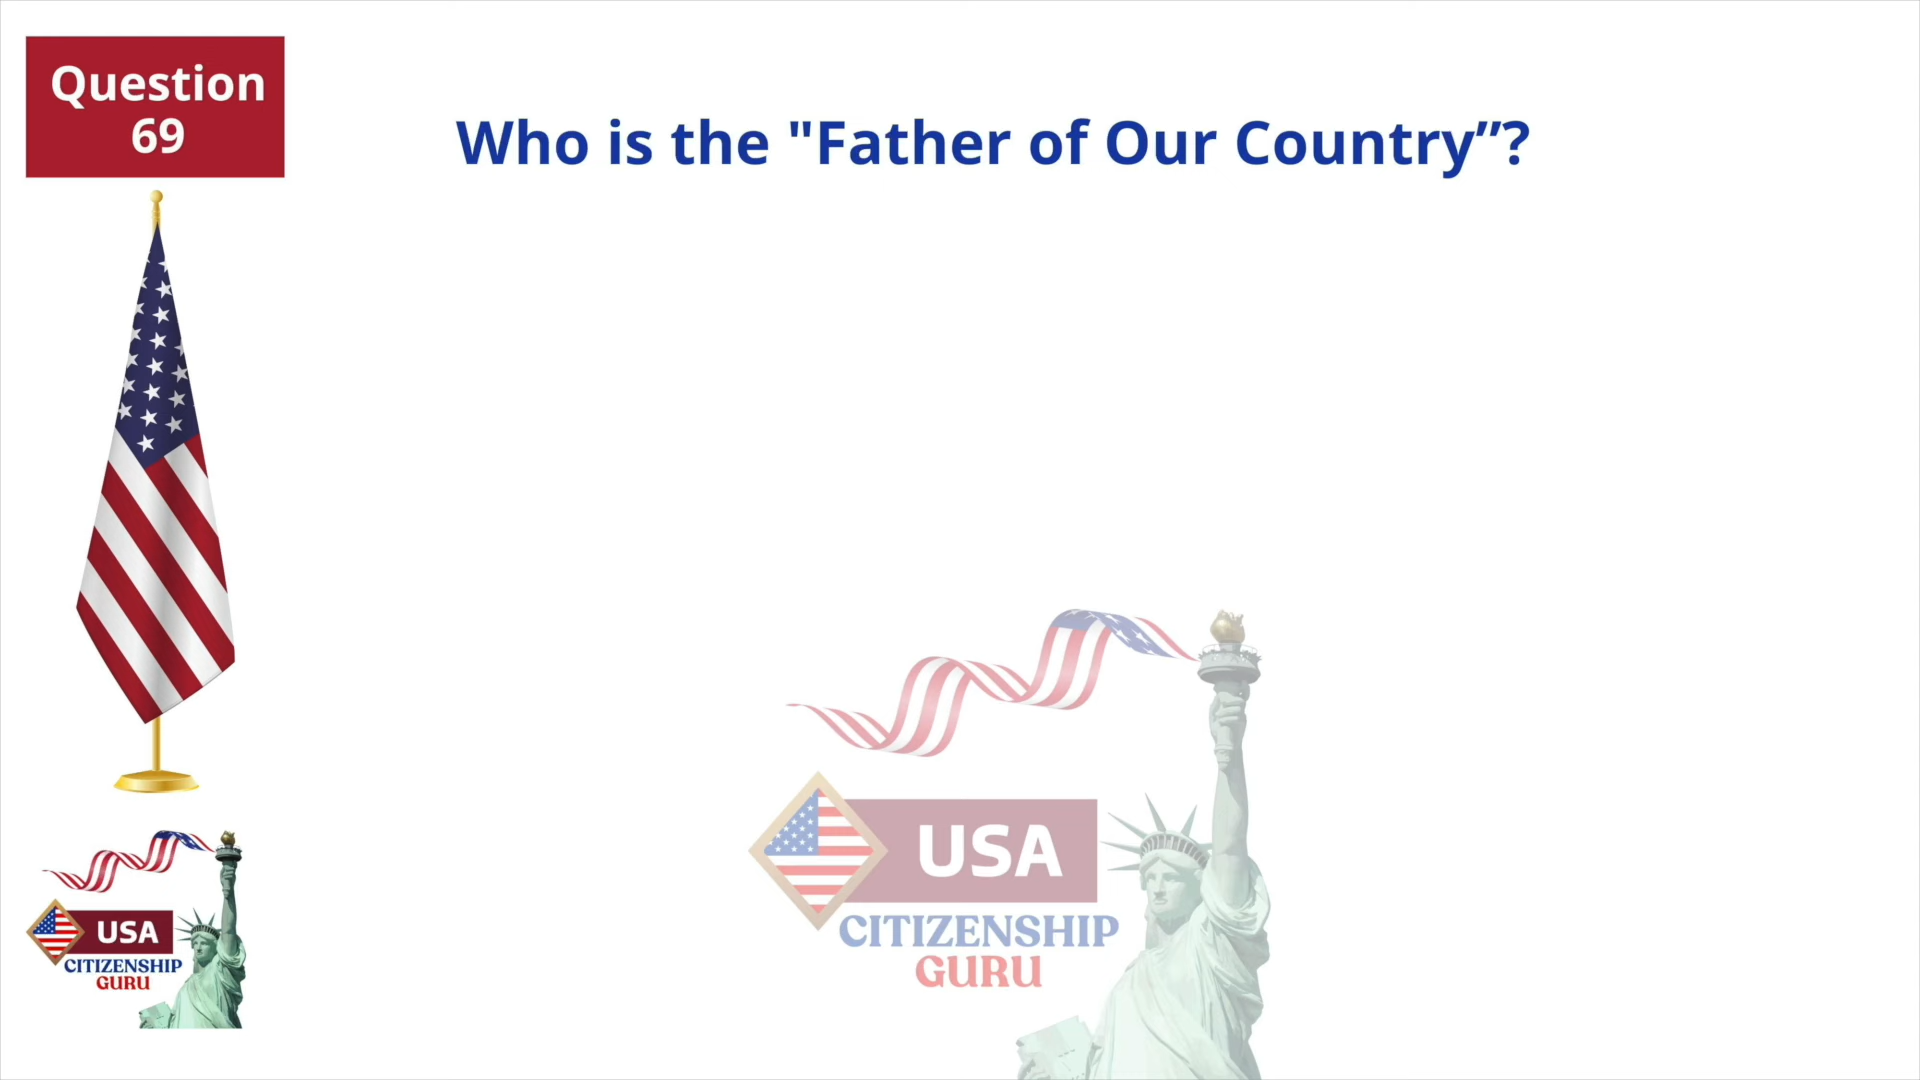 Question
69
Who is the "Father of Our Country”?
USA
CITIZENSHIP
GURU
USA
CITIZENSHIP
GURU